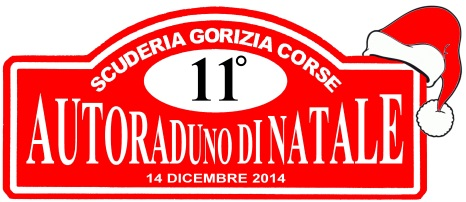 SCUDERIA GORIZIA CORSE
11°
AUTORADUNO DI NATALE
14 DICEMBRE 2014